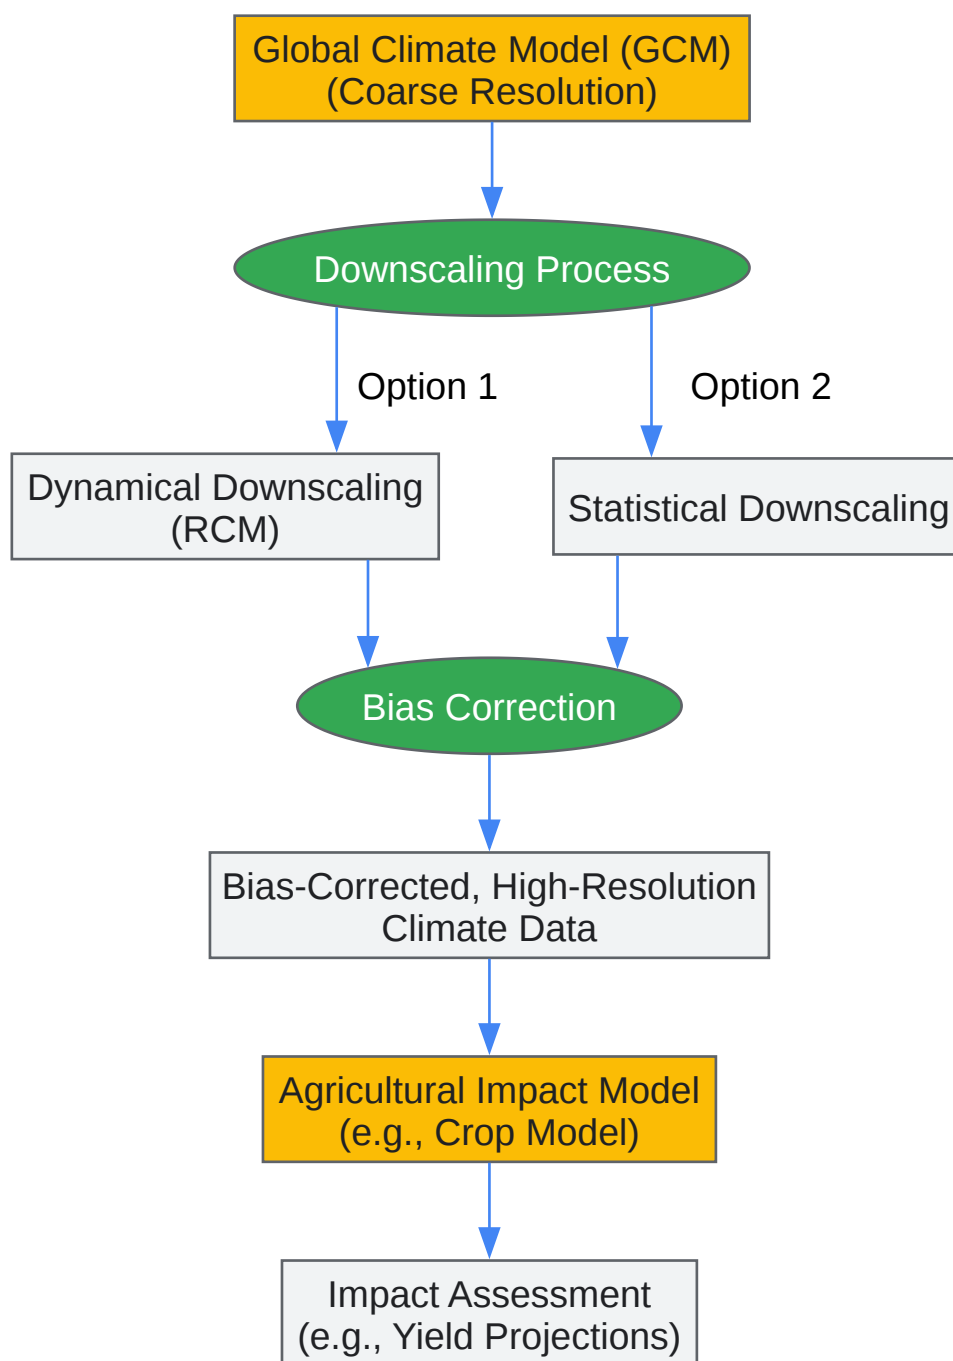 Global Climate Model (GCM)
(Coarse Resolution)
Downscaling Process
Option 1
Option 2
Dynamical Downscaling
(RCM)
Statistical Downscaling
Bias Correction
Bias-Corrected, High-Resolution
Climate Data
Agricultural Impact Model
(e.g., Crop Model)
Impact Assessment
(e.g., Yield Projections)